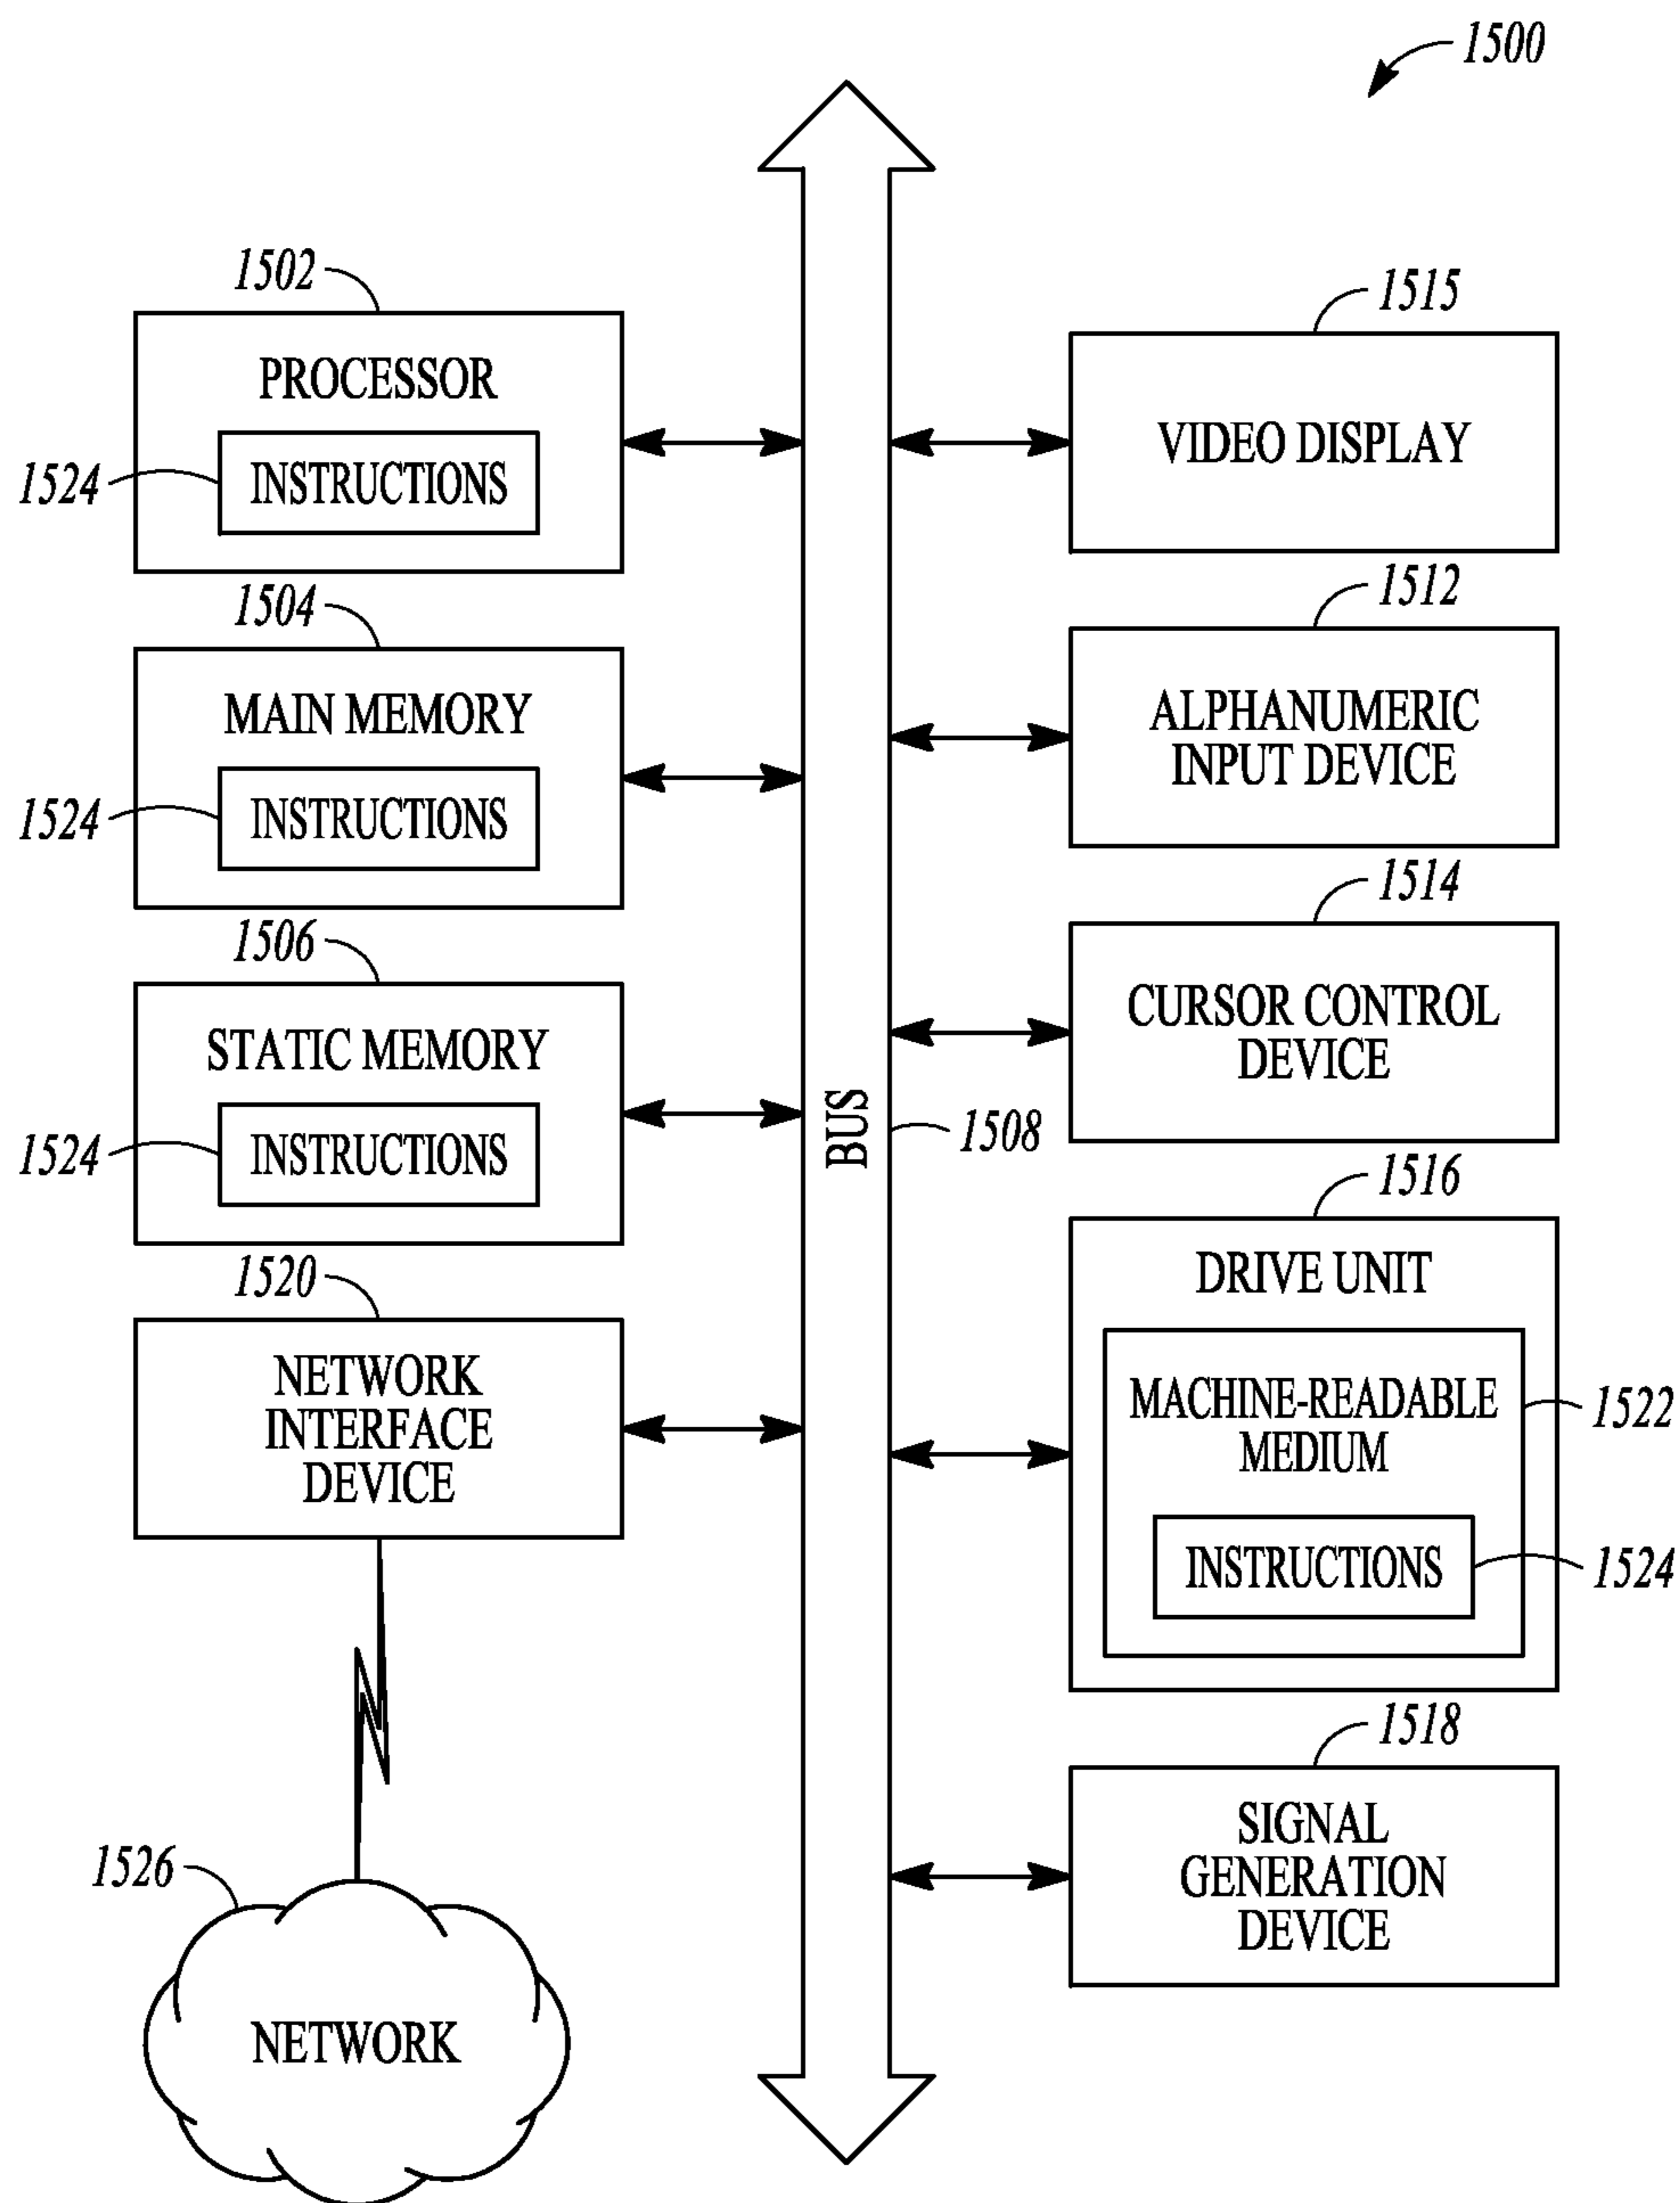 1500
1502
PROCESSOR
1524
INSTRUCTIONS
1504
MAIN MEMORY
1524
INSTRUCTIONS
1506
STATIC MEMORY
1524
INSTRUCTIONS
1520
NETWORK
INTERFACE
DEVICE
1526
NETWORK
BUS
1508
1515
VIDEO DISPLAY
1512
ALPHANUMERIC
INPUT DEVICE
1514
CURSOR CONTROL
DEVICE
1516
DRIVE UNIT
MACHINE-READABLE
MEDIUM
1522
INSTRUCTIONS
1524
1518
SIGNAL
GENERATION
DEVICE